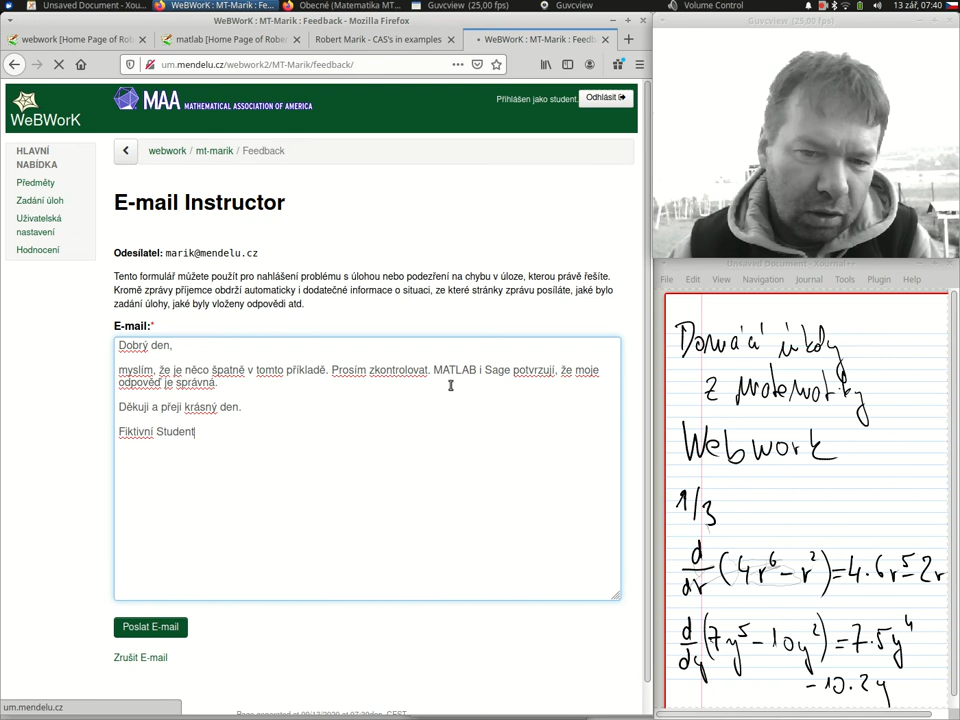 Unsaved Document - Xou...
WeBWorK : MT-Marik : Fe...
Obecné (Matematika MT...
Guvcview (25,00 fps)
Guvcview
Volume Control
13 zář, 07:40
WeBWorK : MT-Marik : Feedback - Mozilla Firefox
webwork [Home Page of Ro
matlab [Home Page of Rober
Robert Marik - CAS's in examples
WeBWorK : MT-Marik : Feedb
um.mendelu.cz/webwork2/MT-Marik/feedback/
WeBWorK
MAA MATHEMATICAL ASSOCIATION OF AMERICA
Přihlášen jako student.
Odhlásit
HLAVNÍ
NABÍDKA
Předměty
Zadání úloh
Uživatelská
nastavení
Hodnocení
webwork / mt-marik / Feedback
E-mail Instructor
Odesílatel: marik@mendelu.cz
Tento formulář můžete použít pro nahlášení problému s úlohou nebo podezření na chybu v úloze, kterou právě řešíte.
Kromě zprávy příjemce obdrží automaticky i dodatečné informace o situaci, ze které stránky zprávu posíláte, jaké bylo
zadání úlohy, jaké byly vloženy odpovědi atd.
E-mail:*
Dobrý den,
myslím, že je něco špatně v tomto příkladě. Prosím zkontrolovat. MATLAB i Sage potvrzují, že moje
odpověď je správná.
Děkuji a přeji krásný den.
Fiktivní Student
Poslat E-mail
Zrušit E-mail
um.mendelu.cz
Guvcview (25,00 fps)
Unsaved Document - Xournal++
File Edit View Navigation Journal Tools Plugin Help
Domácí úkoly
z matematiky
Webwork
1/3
d/dr (4r⁶ - r²) = 4.6r⁵ - 2r
d/dy (7y⁵ - 10y²) = 7.5y⁴
- 10.2y